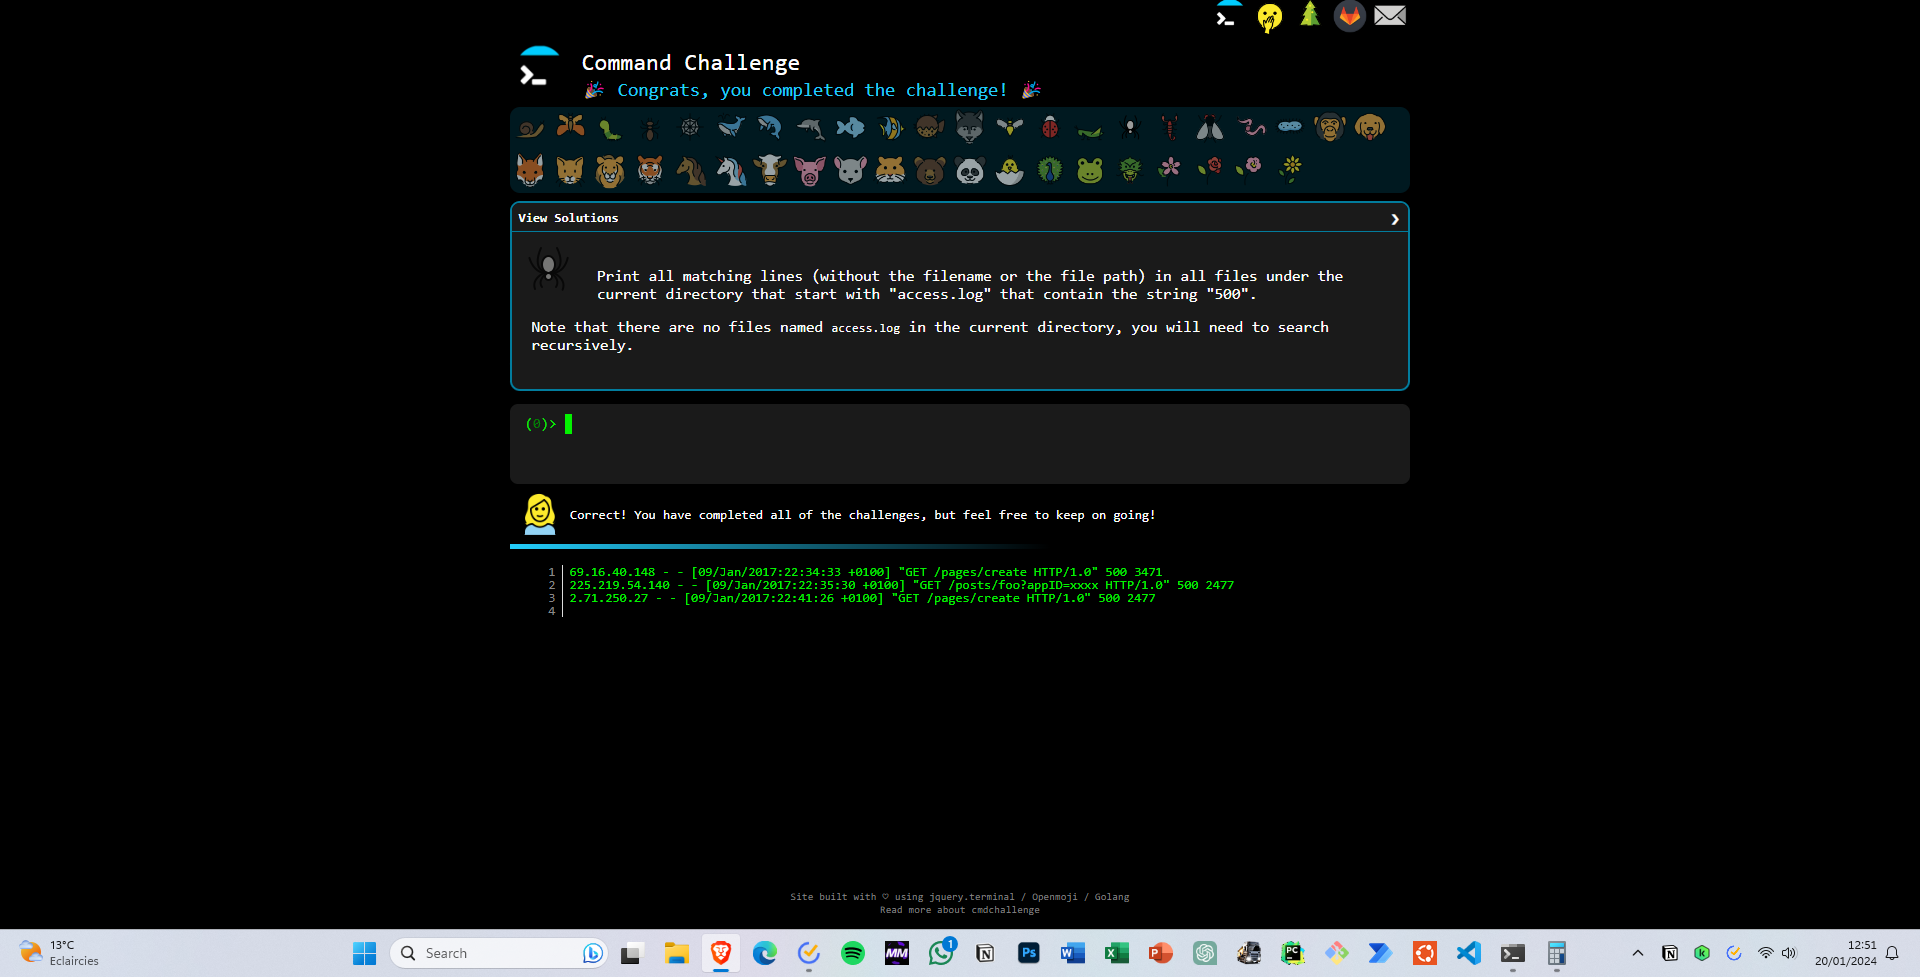 Command Challenge
Congrats, you completed the challenge!
View Solutions
Print all matching lines (without the filename or the file path) in all files under the
current directory that start with "access.log" that contain the string "500".
Note that there are no files named access.log in the current directory, you will need to search
recursively.
(0)>
Correct! You have completed all of the challenges, but feel free to keep on going!
1 69.16.40.148 - - [09/Jan/2017:22:34:33 +0100] "GET /pages/create HTTP/1.0" 500 3471
2 225.219.54.140 - - [09/Jan/2017:22:35:30 +0100] "GET /posts/foo?appID=xxxx HTTP/1.0" 500 2477
3 2.71.250.27 - - [09/Jan/2017:22:41:26 +0100] "GET /pages/create HTTP/1.0" 500 2477
4
Site built with ♡ using jquery.terminal / Openmoji / Golang
Read more about cmdchallenge
13°C
Eclaircies
Search
MM
1
Ps
W
X
P
PC
12:51
20/01/2024